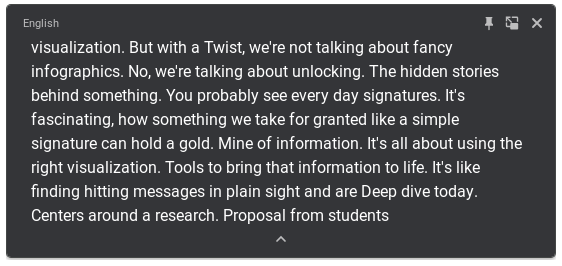 English
visualization. But with a Twist, we're not talking about fancy
infographics. No, we're talking about unlocking. The hidden stories
behind something. You probably see every day signatures. It's
fascinating, how something we take for granted like a simple
signature can hold a gold. Mine of information. It's all about using the
right visualization. Tools to bring that information to life. It's like
finding hitting messages in plain sight and are Deep dive today.
Centers around a research. Proposal from students